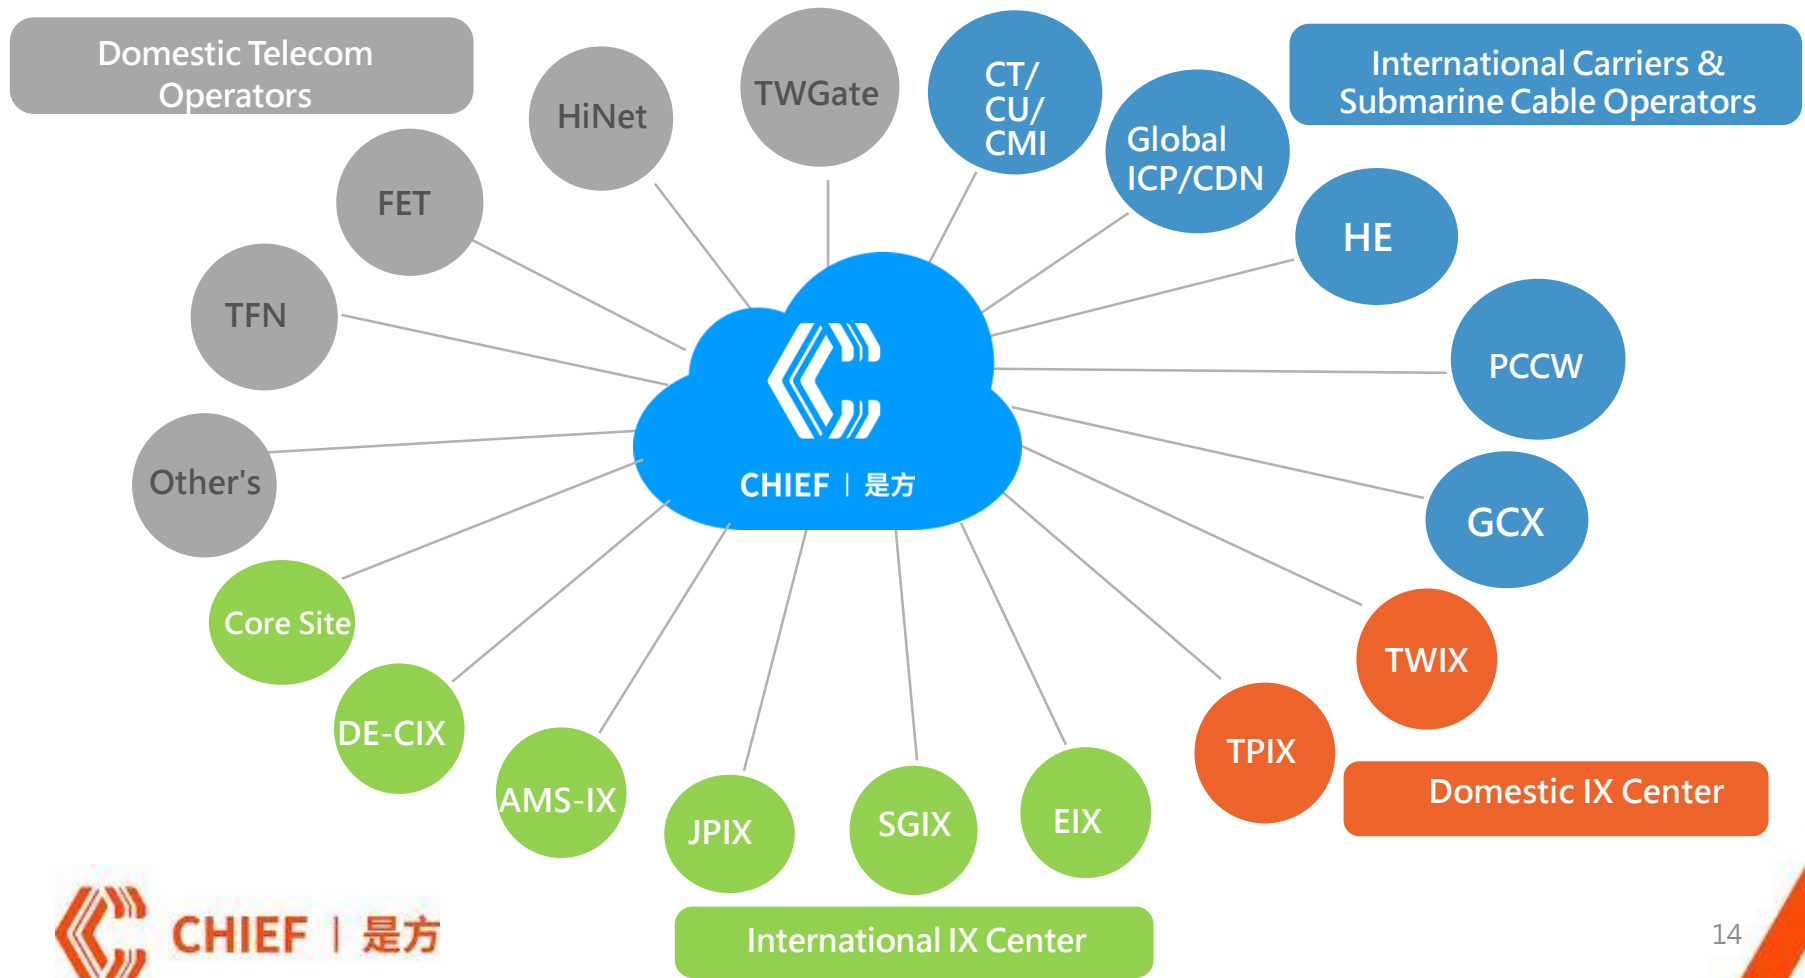 Domestic Telecom
Operators
HiNet
TWGate
CT/
CU/
CMI
Global
ICP/CDN
International Carriers &
Submarine Cable Operators
FET
HE
TFN
PCCW
Other's
CHIEF | 是方
GCX
Core Site
TWIX
DE-CIX
TPIX
AMS-IX
JPIX
SGIX
EIX
Domestic IX Center
CHIEF | 是方
International IX Center
14